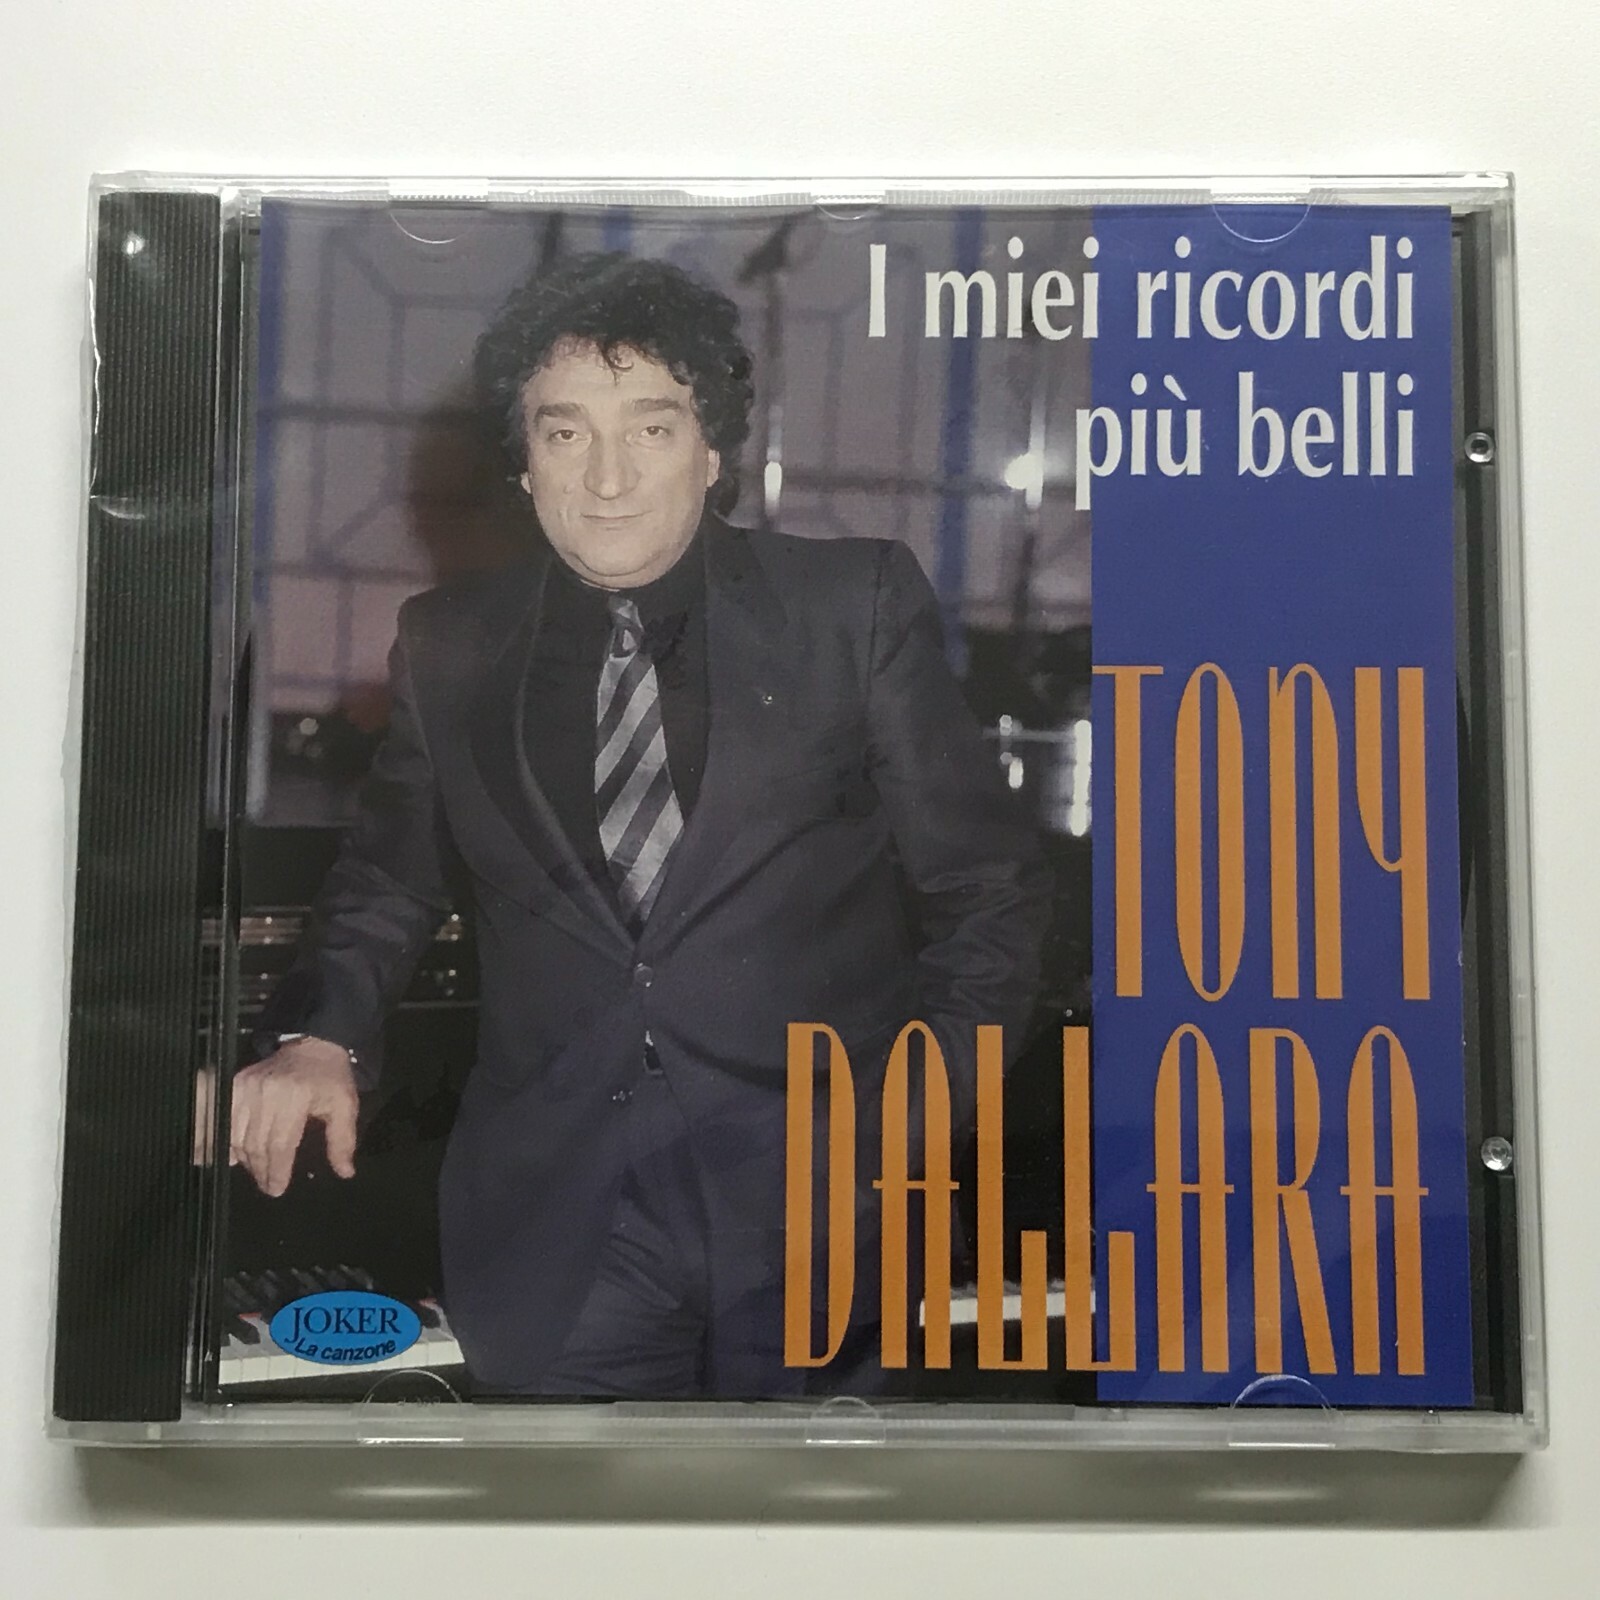 I miei ricordi
più belli
TONY
DALLARA
JOKER
La canzone